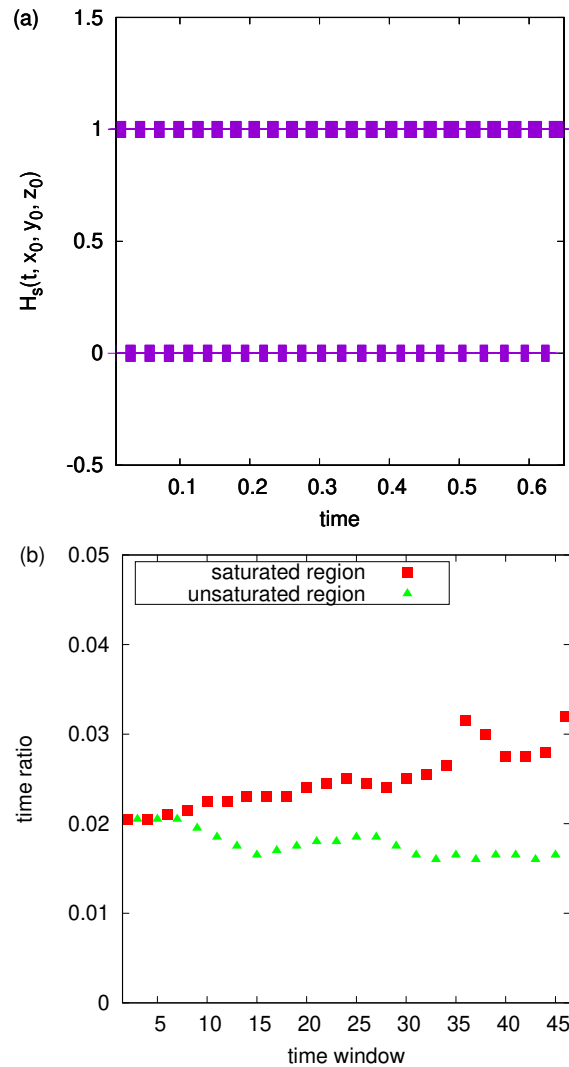 (a)
1.5
1
0.5
0
-0.5
H_s(t, x_0, y_0, z_0)
0.1 0.2 0.3 0.4 0.5 0.6
time
(b)
0.05
0.04
0.03
0.02
0.01
0
time ratio
saturated region
unsaturated region
5 10 15 20 25 30 35 40 45
time window